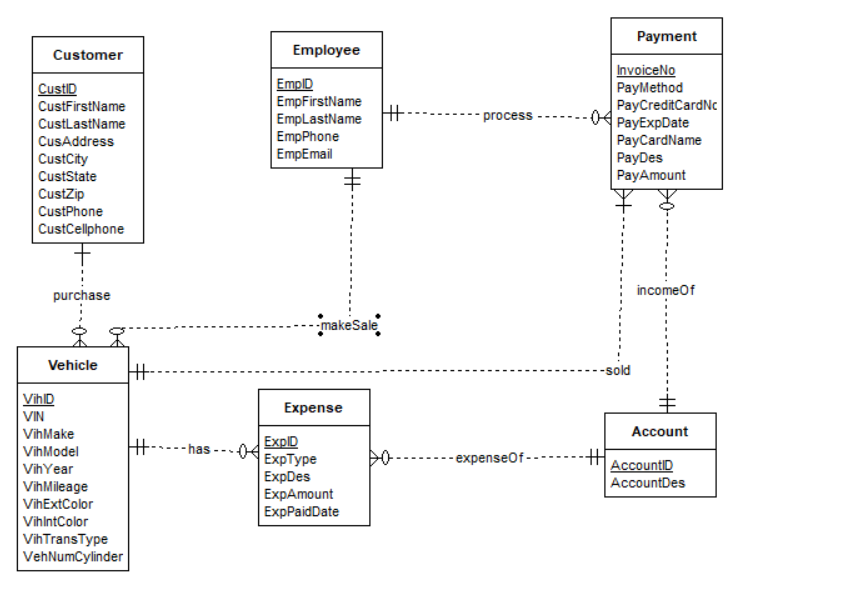 Customer
CustID
CustFirstName
CustLastName
CusAddress
CustCity
CustState
CustZip
CustPhone
CustCellphone
Employee
EmpID
EmpFirstName
EmpLastName
EmpPhone
EmpEmail
Payment
InvoiceNo
PayMethod
PayCreditCardNo
PayExpDate
PayCardName
PayDes
PayAmount
process
purchase
makeSale
incomeOf
sold
Vehicle
VihID
VIN
VihMake
VihModel
VihYear
VihMileage
VihExtColor
VihIntColor
VihTransType
VehNumCylinder
has
Expense
ExpID
ExpType
ExpDes
ExpAmount
ExpPaidDate
expenseOf
Account
AccountID
AccountDes